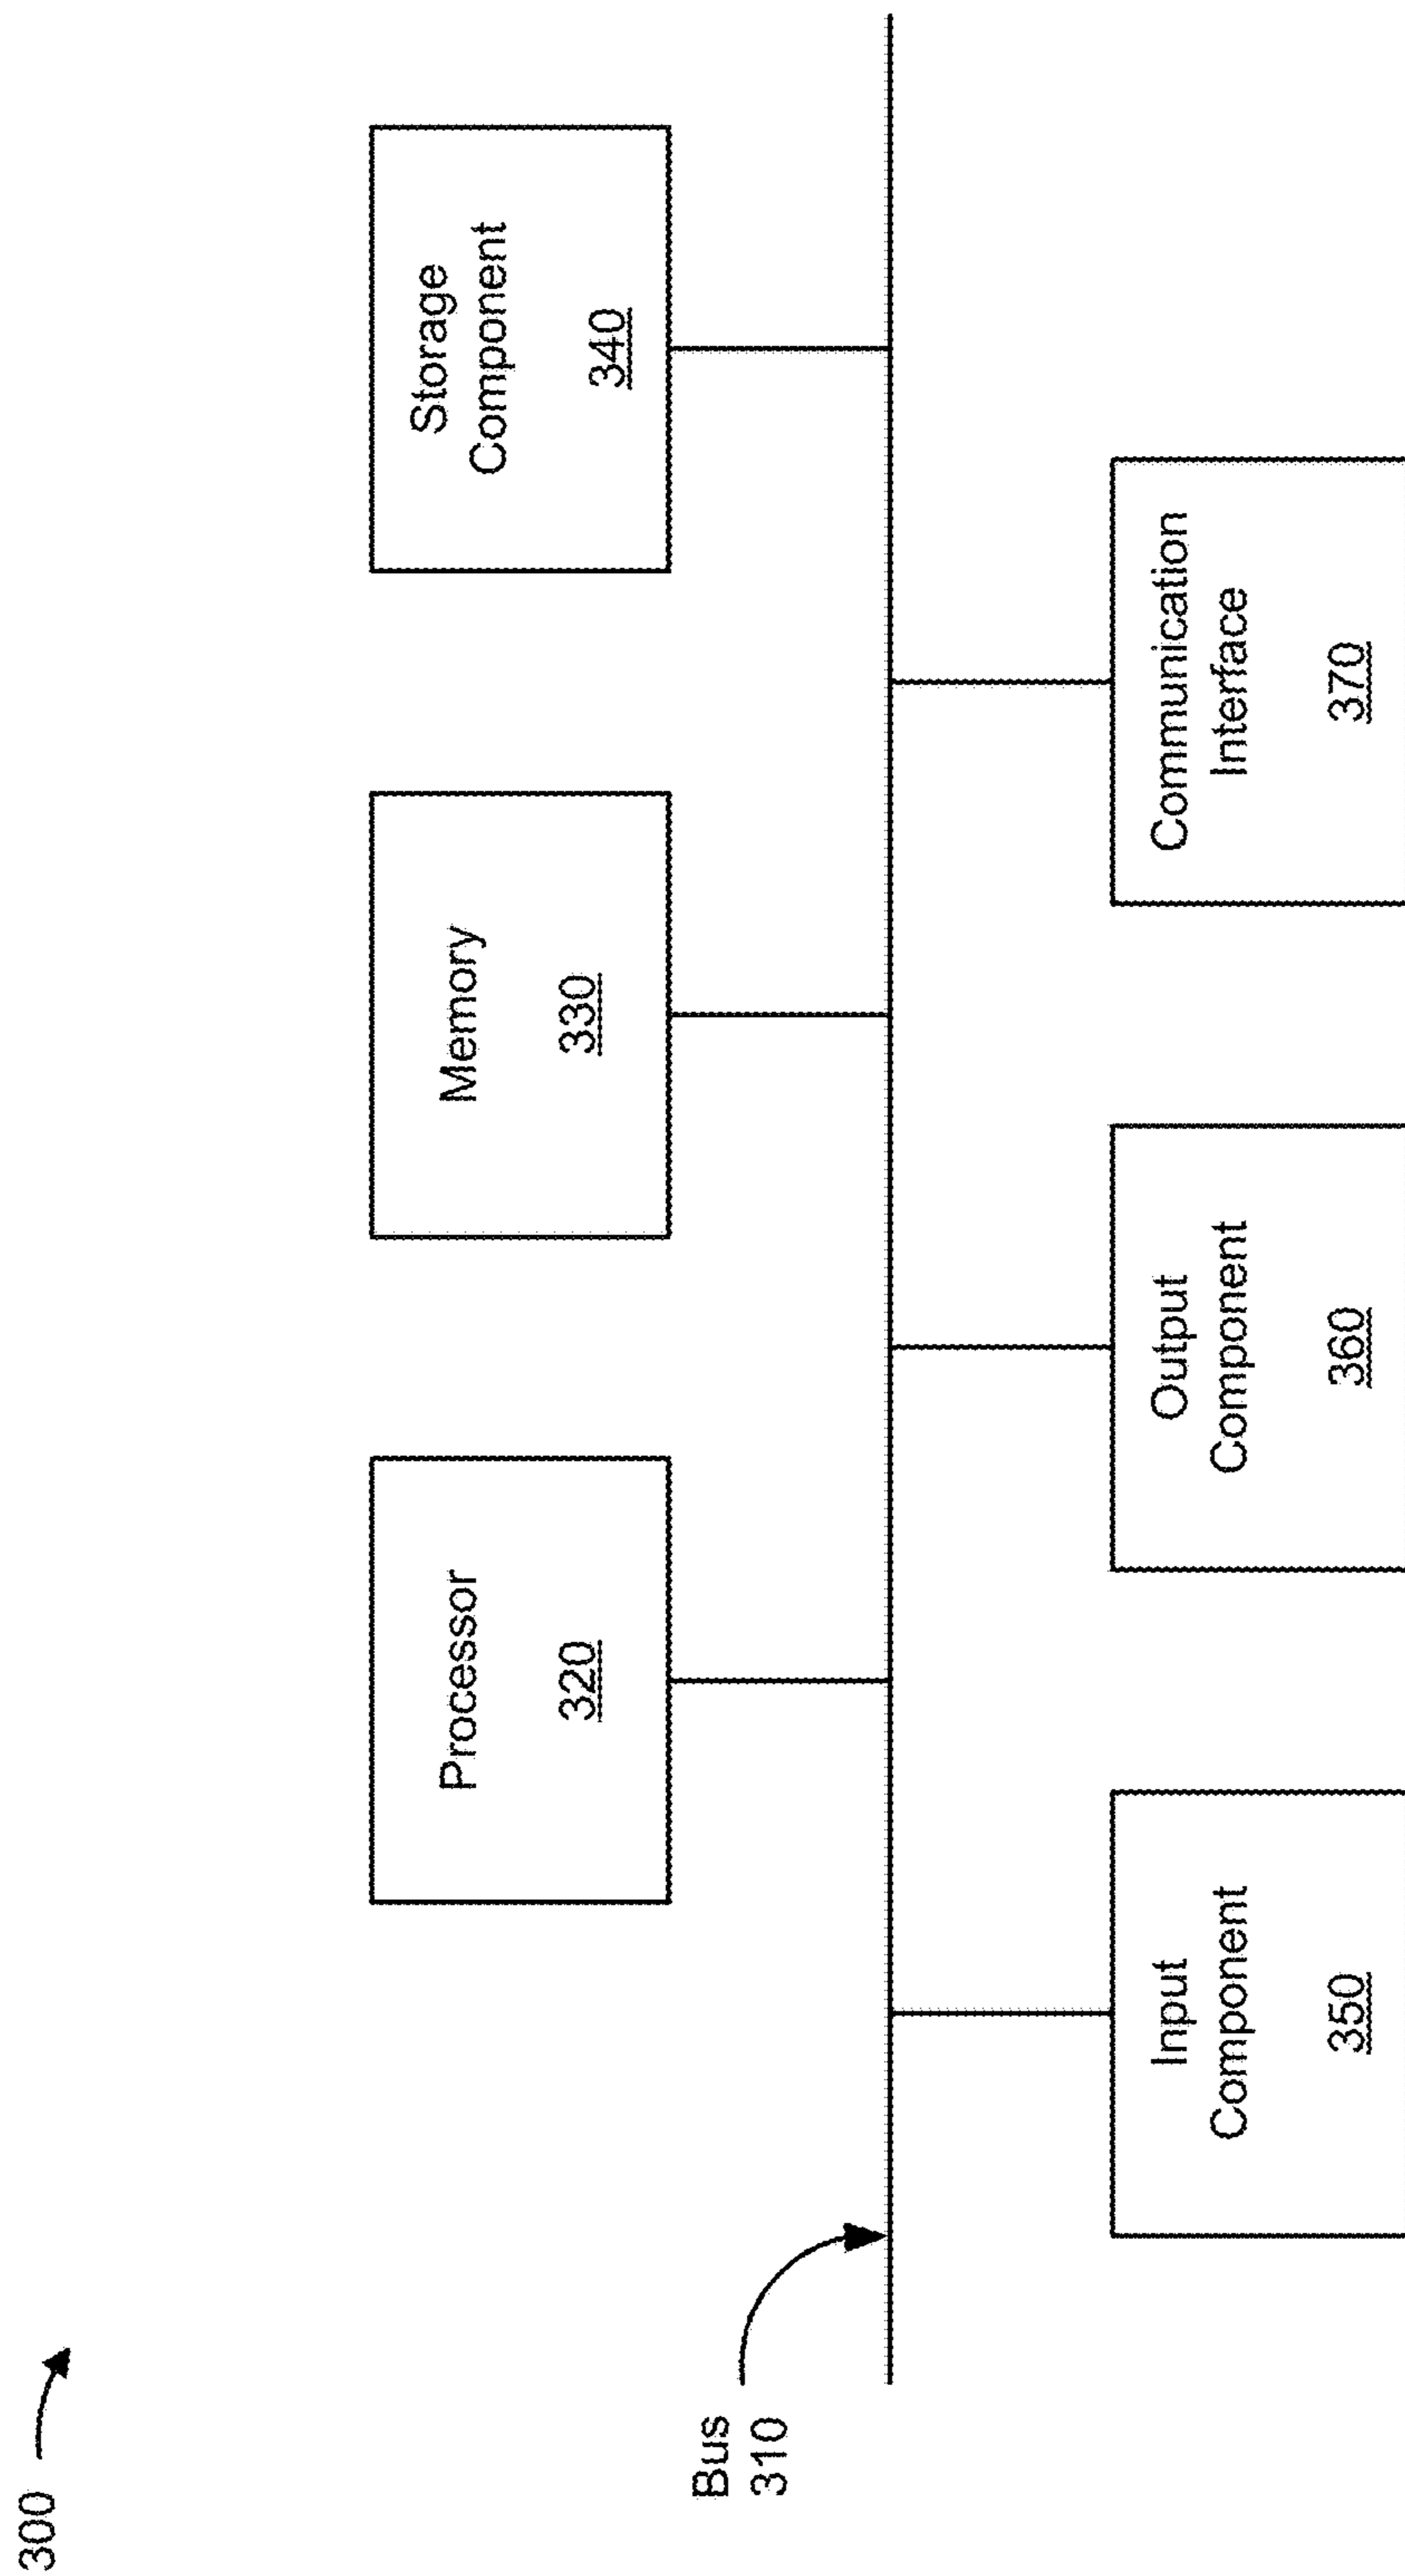 300
Processor
320
Memory
330
Storage
Component
340
Bus
310
Input
Component
350
Output
Component
360
Communication
Interface
370